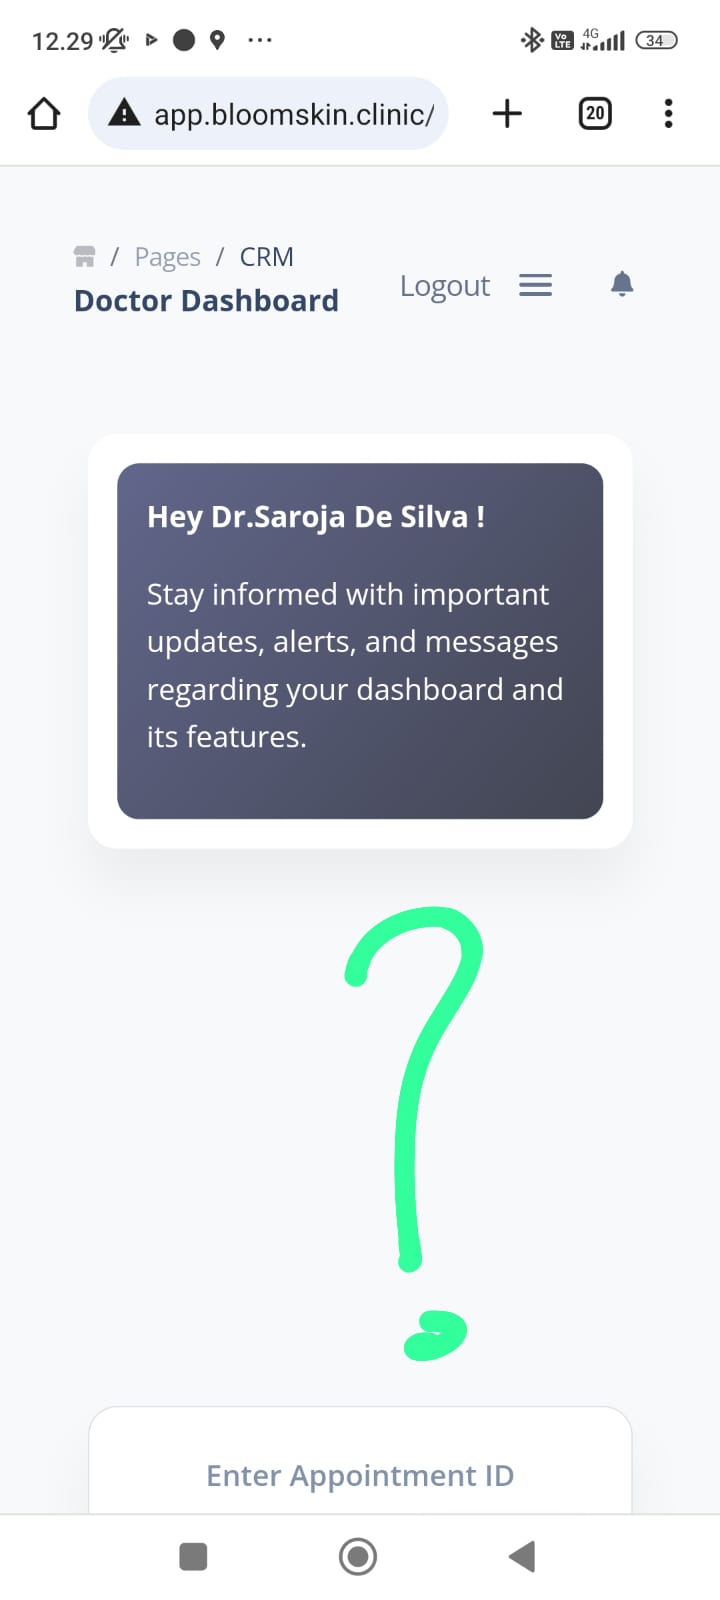 12.29
4G
Vo
LTE
34
app.bloomskin.clinic/
20
/ Pages / CRM
Doctor Dashboard
Logout
Hey Dr.Saroja De Silva !
Stay informed with important
updates, alerts, and messages
regarding your dashboard and
its features.
?
Enter Appointment ID